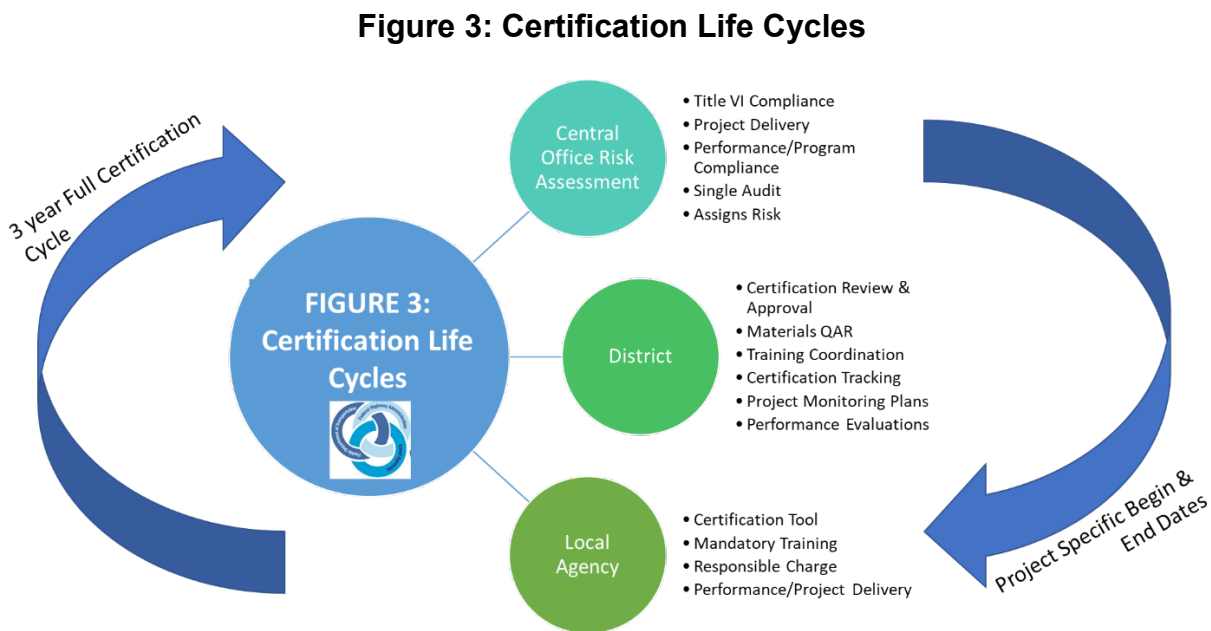 Figure 3: Certification Life Cycles
3 year Full Certification
Cycle
FIGURE 3:
Certification Life
Cycles
Central
Office Risk
Assessment
• Title VI Compliance
• Project Delivery
• Performance/Program
Compliance
• Single Audit
• Assigns Risk
District
• Certification Review &
Approval
• Materials QAR
• Training Coordination
• Certification Tracking
• Project Monitoring Plans
• Performance Evaluations
Local
Agency
• Certification Tool
• Mandatory Training
• Responsible Charge
• Performance/Project Delivery
Project Specific Begin &
End Dates